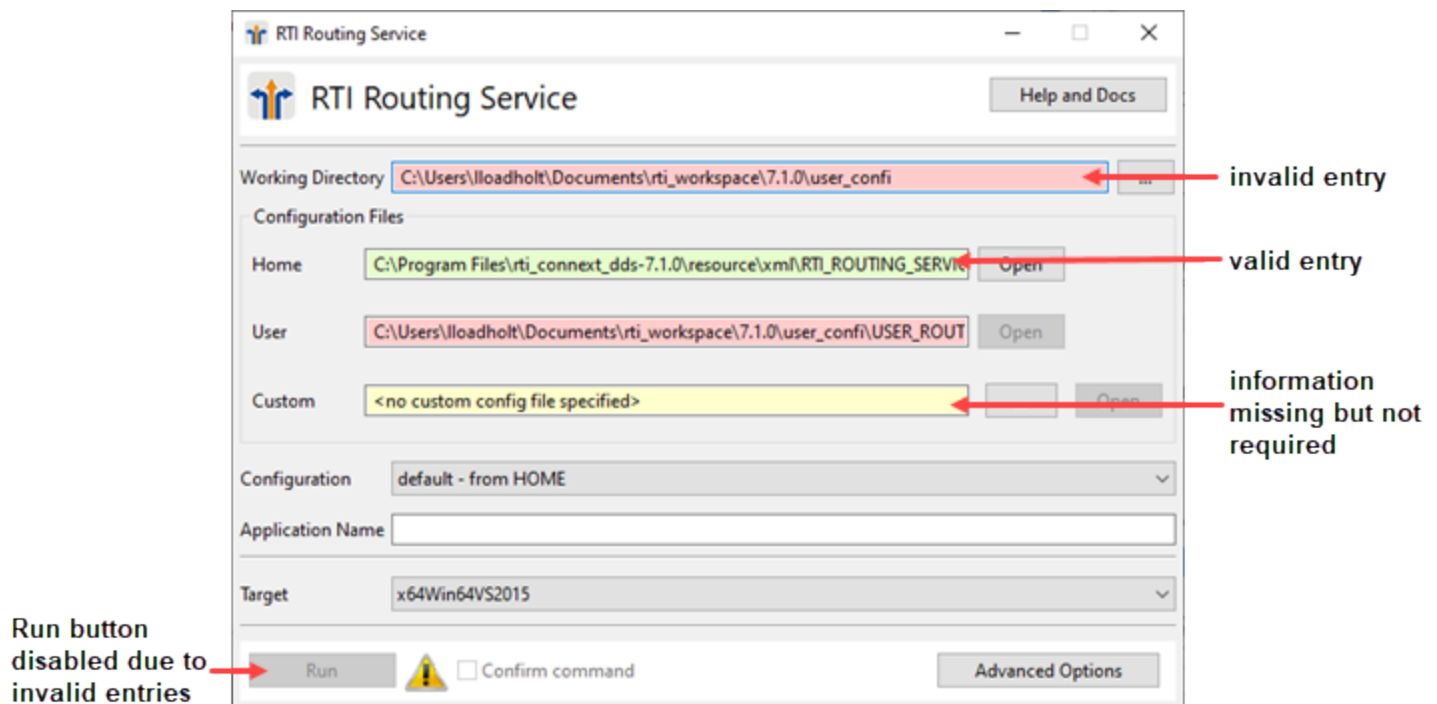 RTI Routing Service
RTI Routing Service
Help and Docs
Working Directory C:\Users\lloadholt\Documents\rti_workspace\7.1.0\user_confi ... invalid entry
Configuration Files
Home C:\Program Files\rti_connext_dds-7.1.0\resource\xml\RTI_ROUTING_SERVIC Open valid entry
User C:\Users\lloadholt\Documents\rti_workspace\7.1.0\user_confi\USER_ROUT Open
Custom <no custom config file specified> Open
information
missing but not
required
Configuration default - from HOME
Application Name
Target x64Win64VS2015
Run button
disabled due to
invalid entries
Run Confirm command Advanced Options